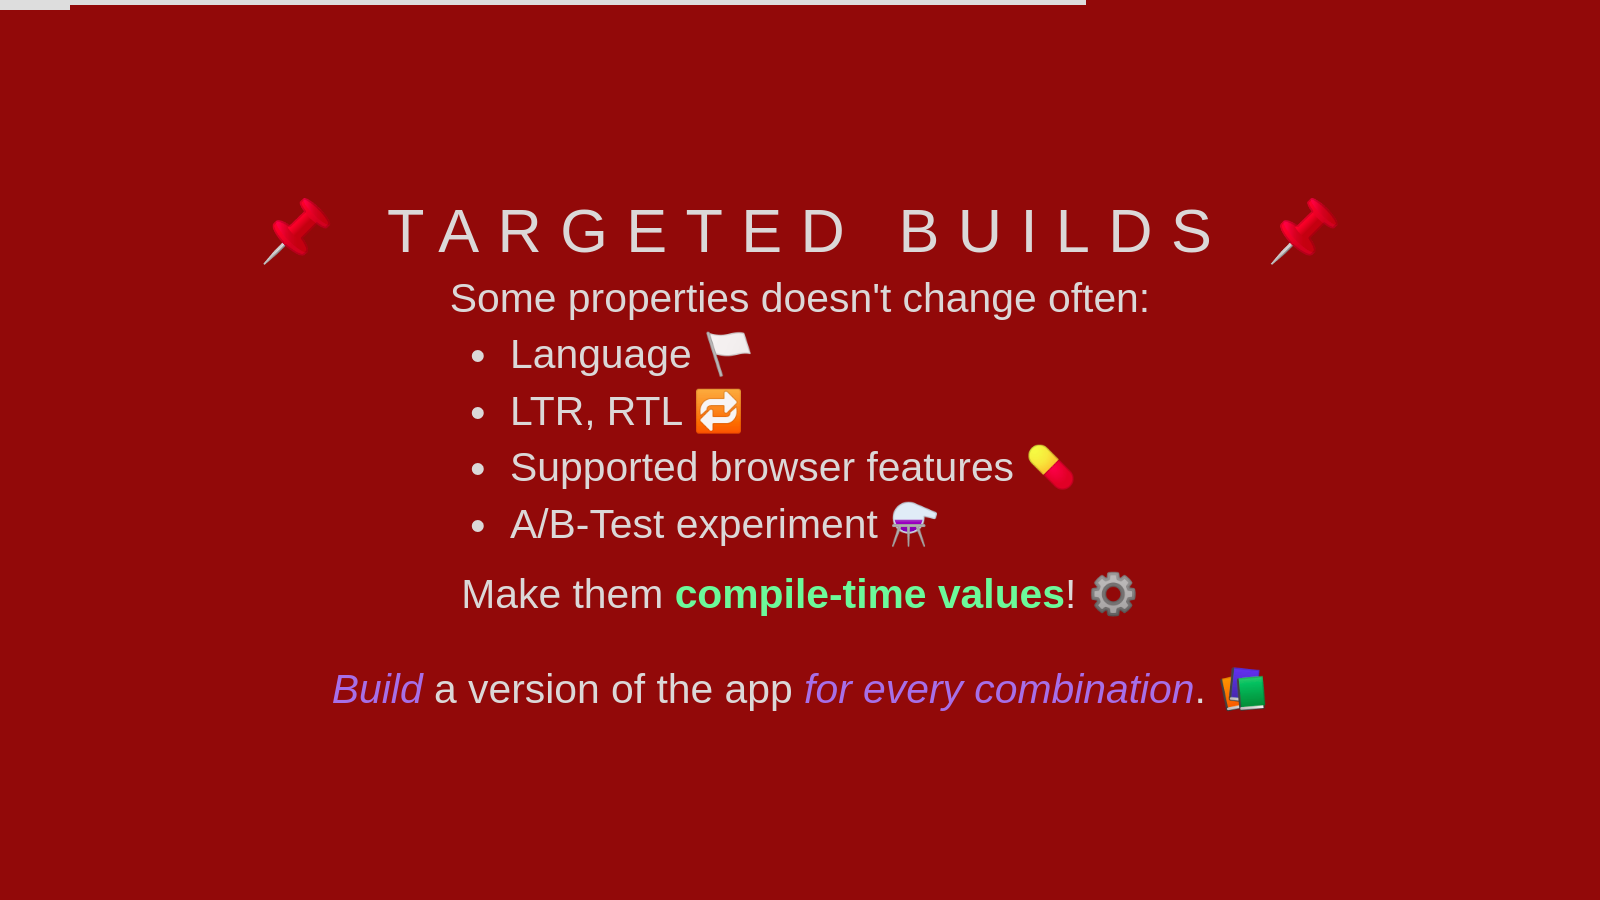 📌 TARGETED BUILDS 📌
Some properties doesn't change often:
• Language 🏳
• LTR, RTL 🔁
• Supported browser features 💊
• A/B-Test experiment ⚗
Make them compile-time values! ⚙
Build a version of the app for every combination. 📚